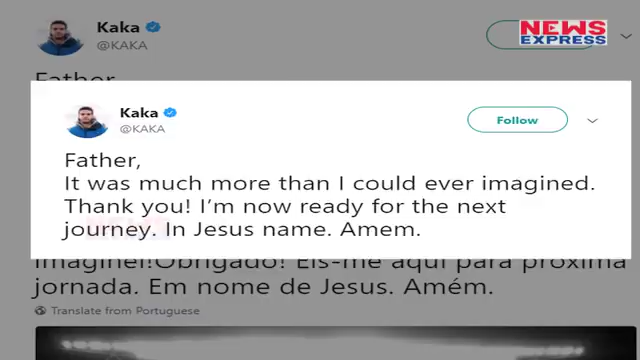 Kaka
@KAKA
NEWS
EXPRESS
Father,
Kaka
@KAKA
Follow
Father,
It was much more than I could ever imagined.
Thank you! I'm now ready for the next
journey. In Jesus name. Amem.
imaginei!Obrigado! Eis-me aqui para próxima
jornada. Em nome de Jesus. Amém.
Translate from Portuguese